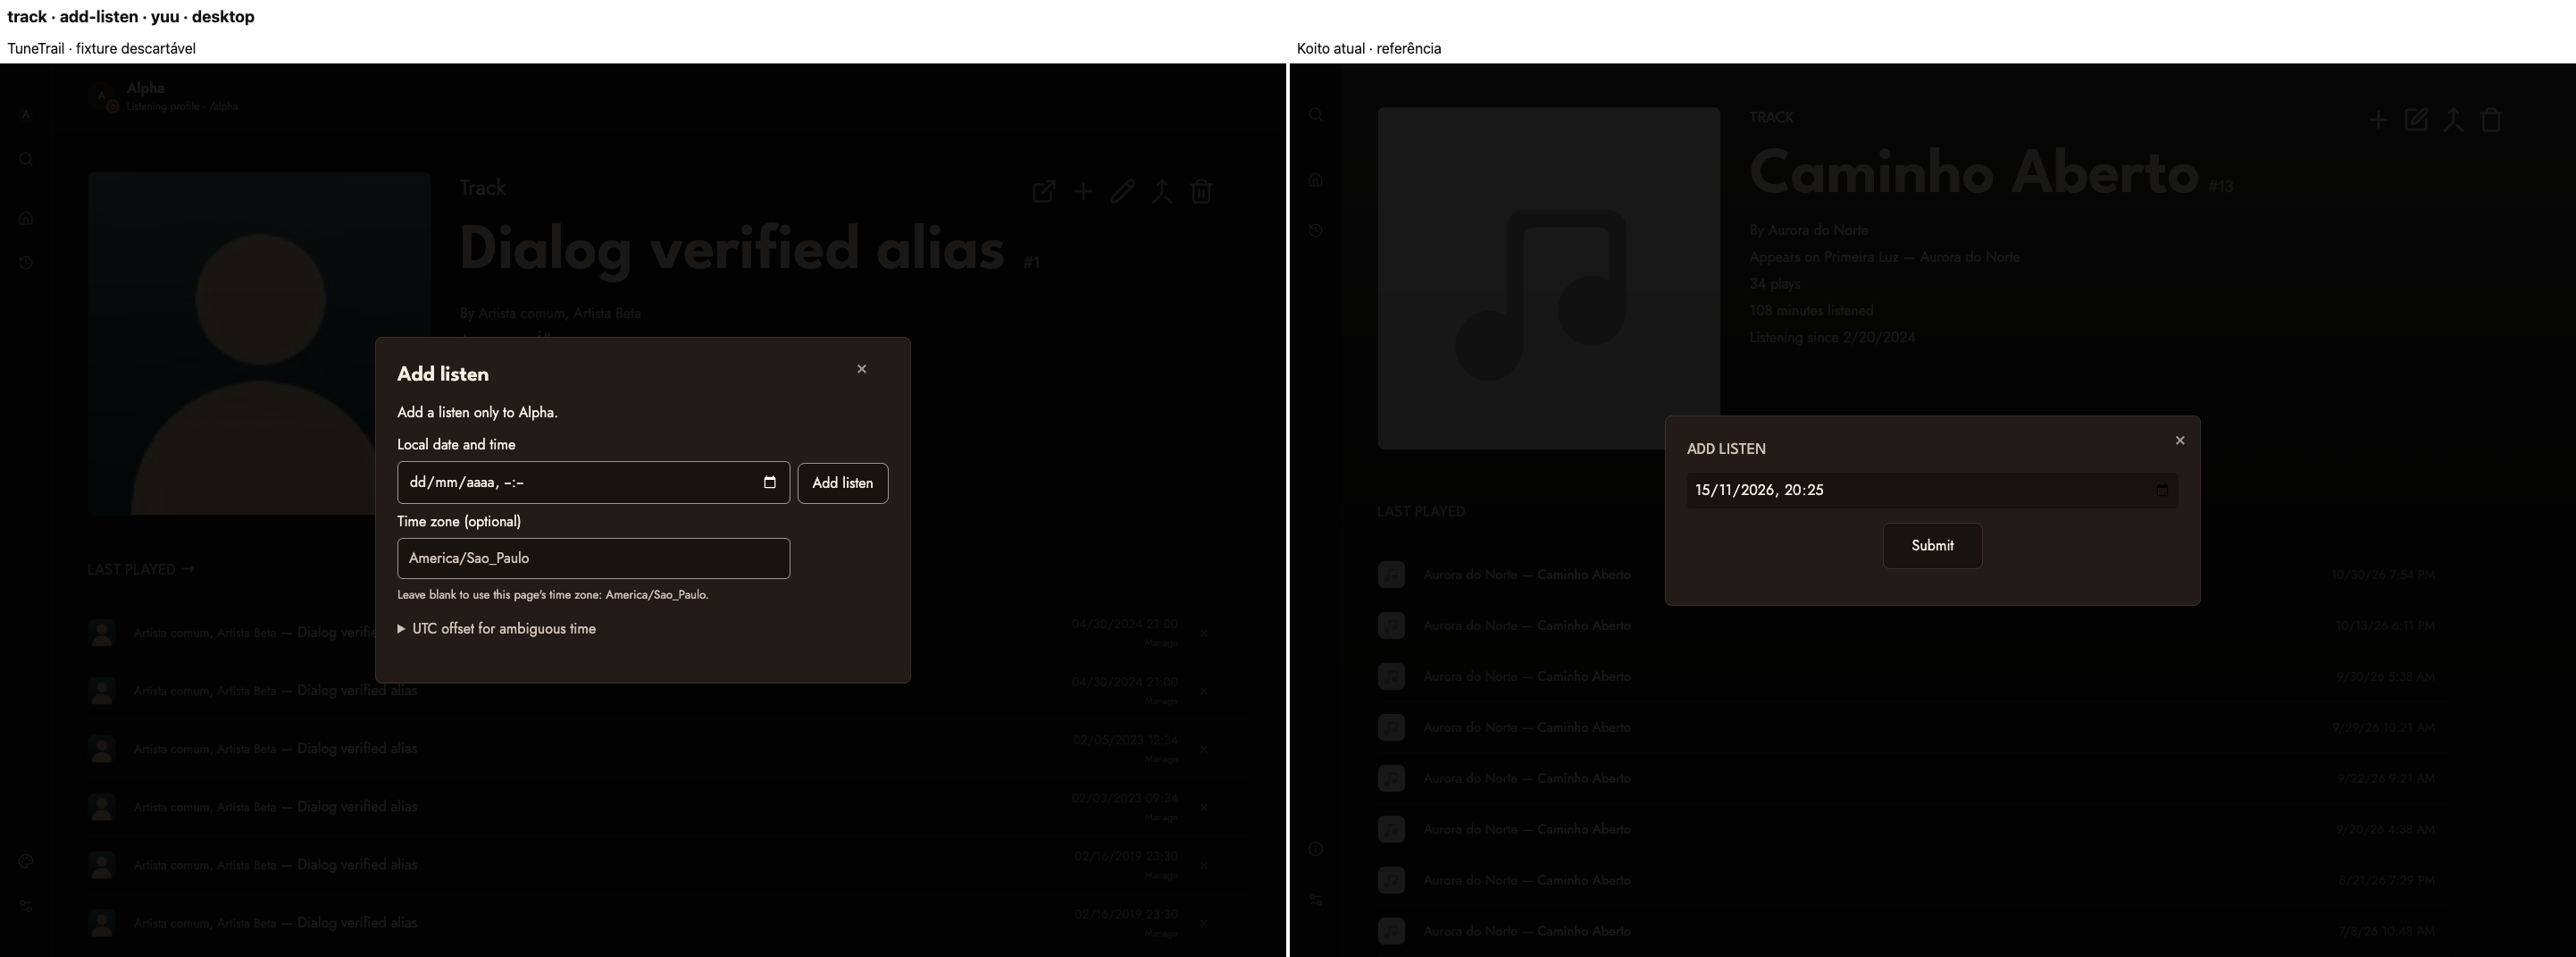 track · add-listen · yuu · desktop
TuneTrail · fixture descartável
A
Alpha
Listening profile · /alpha
A
Track
Dialog verified alias #1
By Artista comum, Artista Beta
Add listen
×
Add a listen only to Alpha.
Local date and time
dd/mm/aaaa, --:--
Add listen
Time zone (optional)
America/Sao_Paulo
Leave blank to use this page's time zone: America/Sao_Paulo.
▶ UTC offset for ambiguous time
LAST PLAYED →
Artista comum, Artista Beta — Dialog verifie
04/30/2024 21:00
Manage
×
Artista comum, Artista Beta — Dialog verified alias
04/30/2024 21:00
Manage
×
Artista comum, Artista Beta — Dialog verified alias
02/05/2023 12:34
Manage
×
Artista comum, Artista Beta — Dialog verified alias
02/03/2023 09:34
Manage
×
Artista comum, Artista Beta — Dialog verified alias
02/16/2019 23:30
Manage
×
Artista comum, Artista Beta — Dialog verified alias
02/16/2019 23:30
Manage
×
Koito atual · referência
TRACK
Caminho Aberto #13
By Aurora do Norte
Appears on Primeira Luz — Aurora do Norte
34 plays
108 minutes listened
Listening since 2/20/2024
ADD LISTEN
×
15/11/2026, 20:25
Submit
LAST PLAYED
Aurora do Norte — Caminho Aberto
10/30/26 7:54 PM
Aurora do Norte — Caminho Aberto
10/13/26 6:11 PM
Aurora do Norte — Caminho Aberto
9/30/26 5:38 AM
Aurora do Norte — Caminho Aberto
9/29/26 10:21 AM
Aurora do Norte — Caminho Aberto
9/22/26 9:21 AM
Aurora do Norte — Caminho Aberto
9/20/26 4:38 AM
Aurora do Norte — Caminho Aberto
8/21/26 7:29 PM
Aurora do Norte — Caminho Aberto
7/8/26 10:48 AM